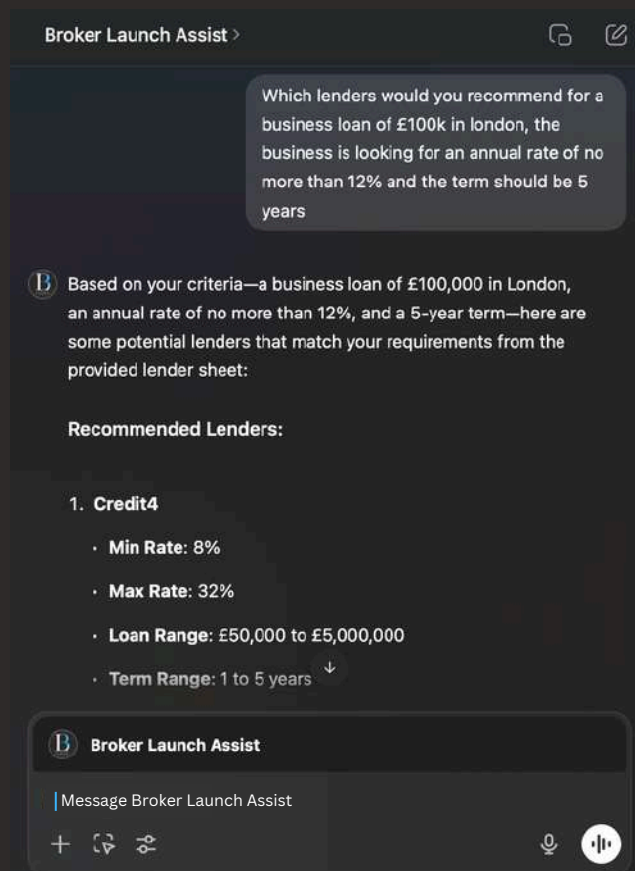 Broker Launch Assist >
Which lenders would you recommend for a
business loan of £100k in london, the
business is looking for an annual rate of no
more than 12% and the term should be 5
years
B
Based on your criteria—a business loan of £100,000 in London,
an annual rate of no more than 12%, and a 5-year term—here are
some potential lenders that match your requirements from the
provided lender sheet:
Recommended Lenders:
1. Credit4
• Min Rate: 8%
• Max Rate: 32%
• Loan Range: £50,000 to £5,000,000
• Term Range: 1 to 5 years
B Broker Launch Assist
Message Broker Launch Assist